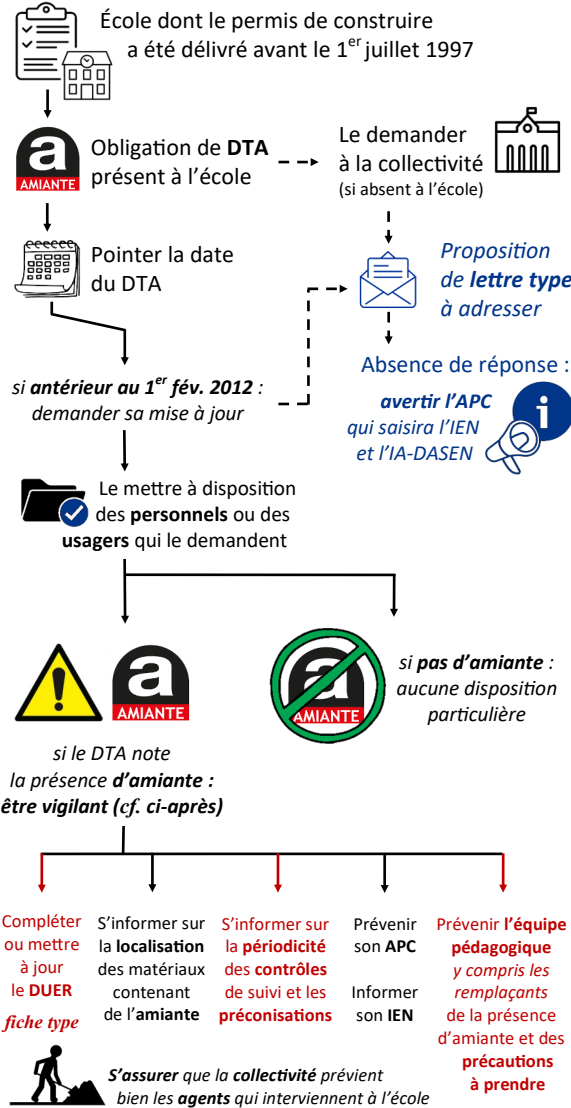 École dont le permis de construire
a été délivré avant le 1er juillet 1997
a
AMIANTE
Obligation de DTA
présent à l'école
Le demander
à la collectivité
(si absent à l'école)
Pointer la date
du DTA
Proposition
de lettre type
à adresser
si antérieur au 1er fév. 2012 :
demander sa mise à jour
Absence de réponse :
avertir l'APC
qui saisira l'IEN
et l'IA-DASEN
i
Le mettre à disposition
des personnels ou des
usagers qui le demandent
!
a
AMIANTE
a
AMIANTE
si pas d'amiante :
aucune disposition
particulière
si le DTA note
la présence d'amiante :
être vigilant (cf. ci-après)
Compléter
ou mettre
à jour
le DUER
fiche type
S'informer sur
la localisation
des matériaux
contenant
de l'amiante
S'informer sur
la périodicité
des contrôles
de suivi et les
préconisations
Prévenir
son APC
Informer
son IEN
Prévenir l'équipe
pédagogique
y compris les
remplaçants
de la présence
d'amiante et des
précautions
à prendre
S'assurer que la collectivité prévient
bien les agents qui interviennent à l'école